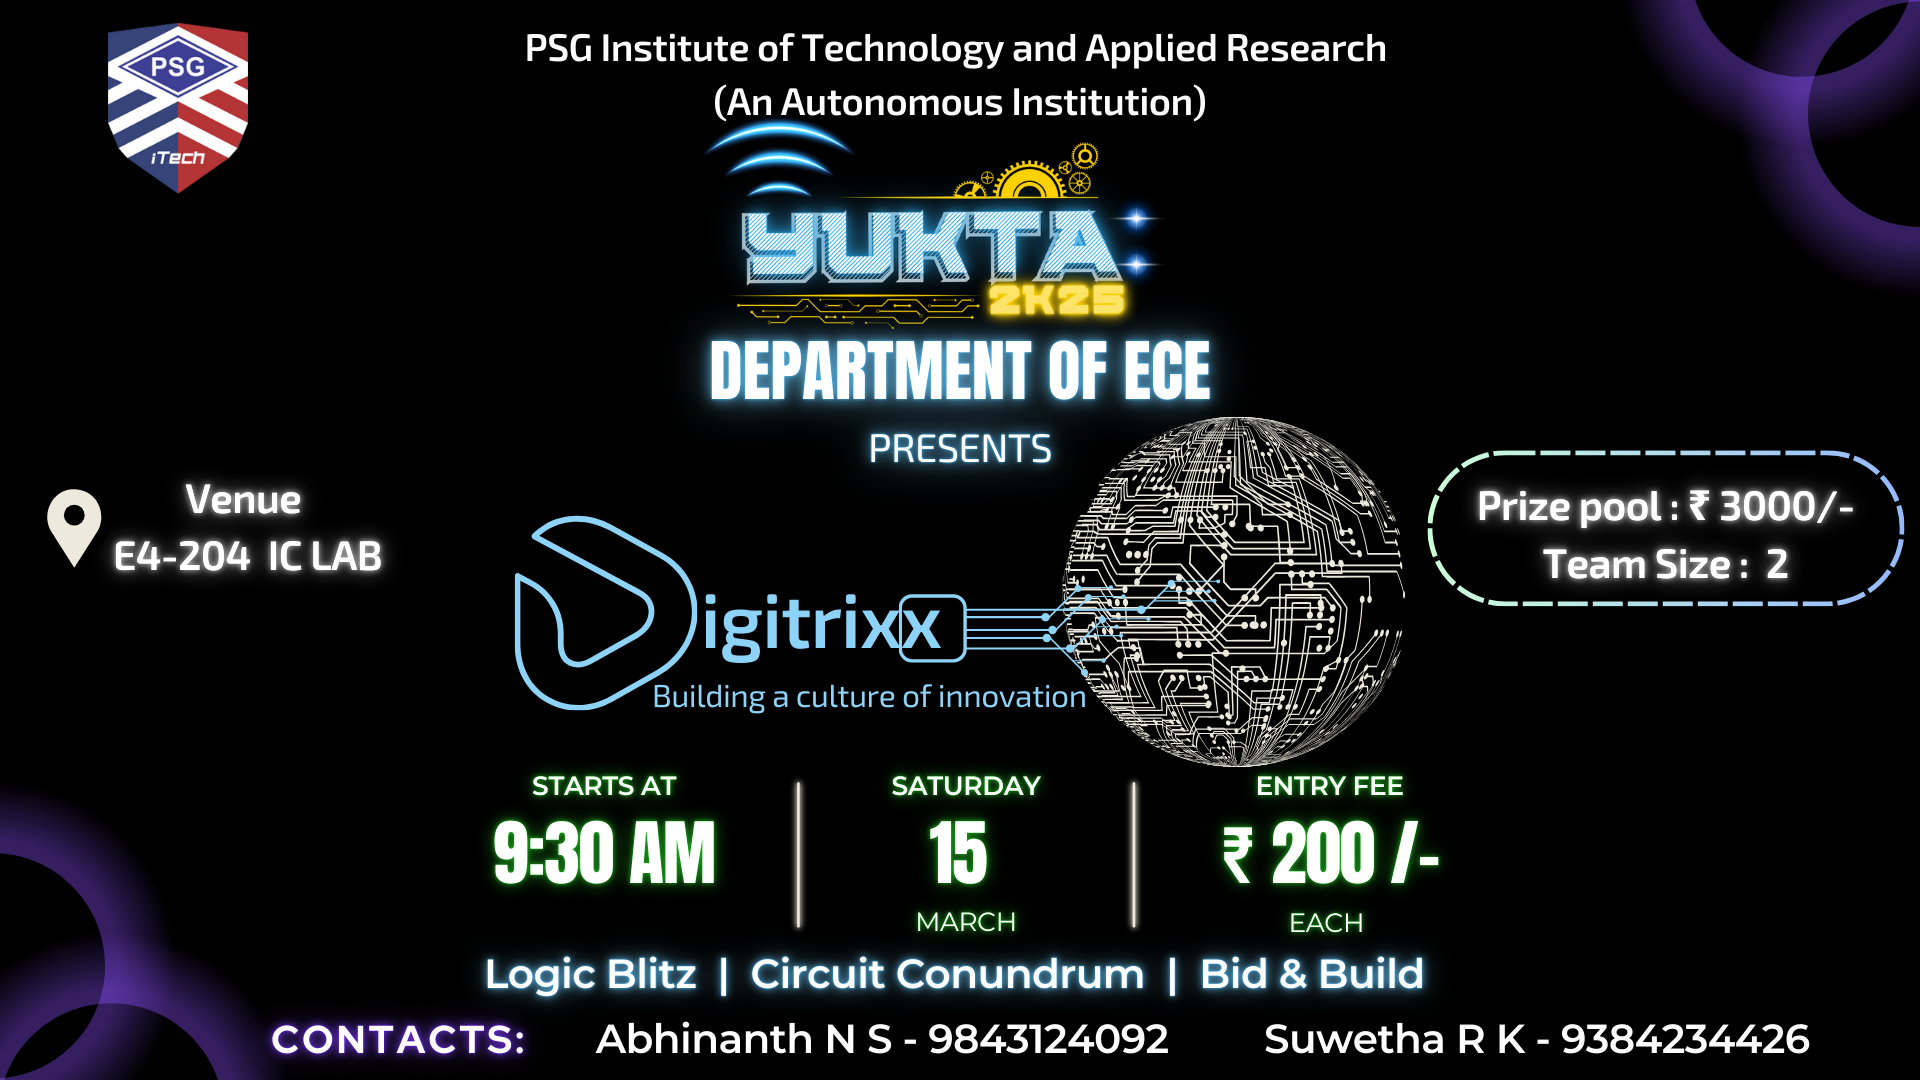 PSG
iTech
PSG Institute of Technology and Applied Research
(An Autonomous Institution)
YUKTA
2K25
DEPARTMENT OF ECE
PRESENTS
Venue
E4-204 IC LAB
Prize pool : ₹ 3000/-
Team Size : 2
Digitrixx
Building a culture of innovation
STARTS AT
9:30 AM
SATURDAY
15
MARCH
ENTRY FEE
₹ 200 /-
EACH
Logic Blitz | Circuit Conundrum | Bid & Build
CONTACTS: Abhinanth N S - 9843124092 Suwetha R K - 9384234426